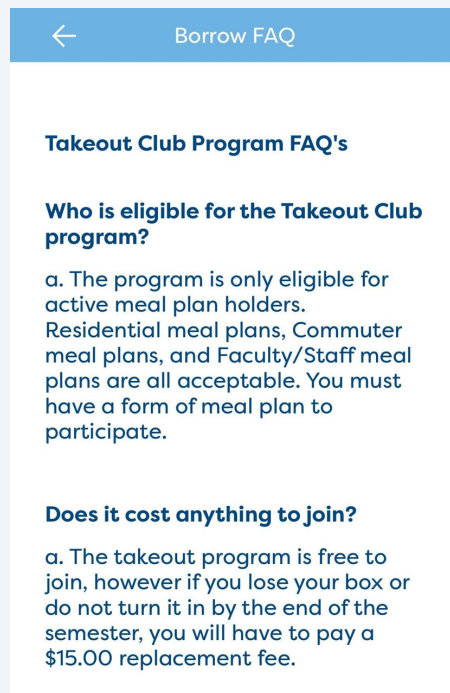 Borrow FAQ
Takeout Club Program FAQ's
Who is eligible for the Takeout Club
program?
a. The program is only eligible for
active meal plan holders.
Residential meal plans, Commuter
meal plans, and Faculty/Staff meal
plans are all acceptable. You must
have a form of meal plan to
participate.
Does it cost anything to join?
a. The takeout program is free to
join, however if you lose your box or
do not turn it in by the end of the
semester, you will have to pay a
$15.00 replacement fee.